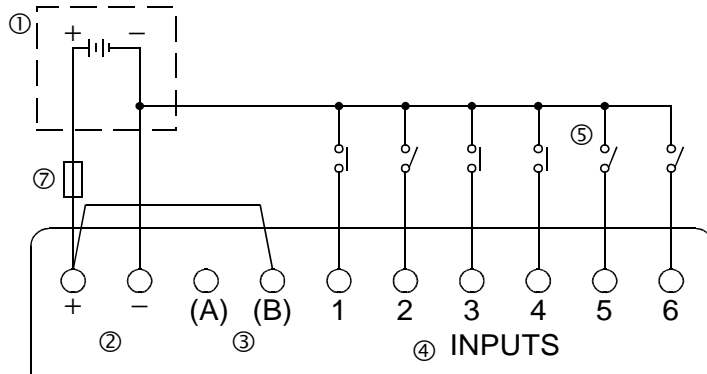 ① + −
⑤
⑦
+ − (A) (B) 1 2 3 4 5 6
② ③ ④ INPUTS